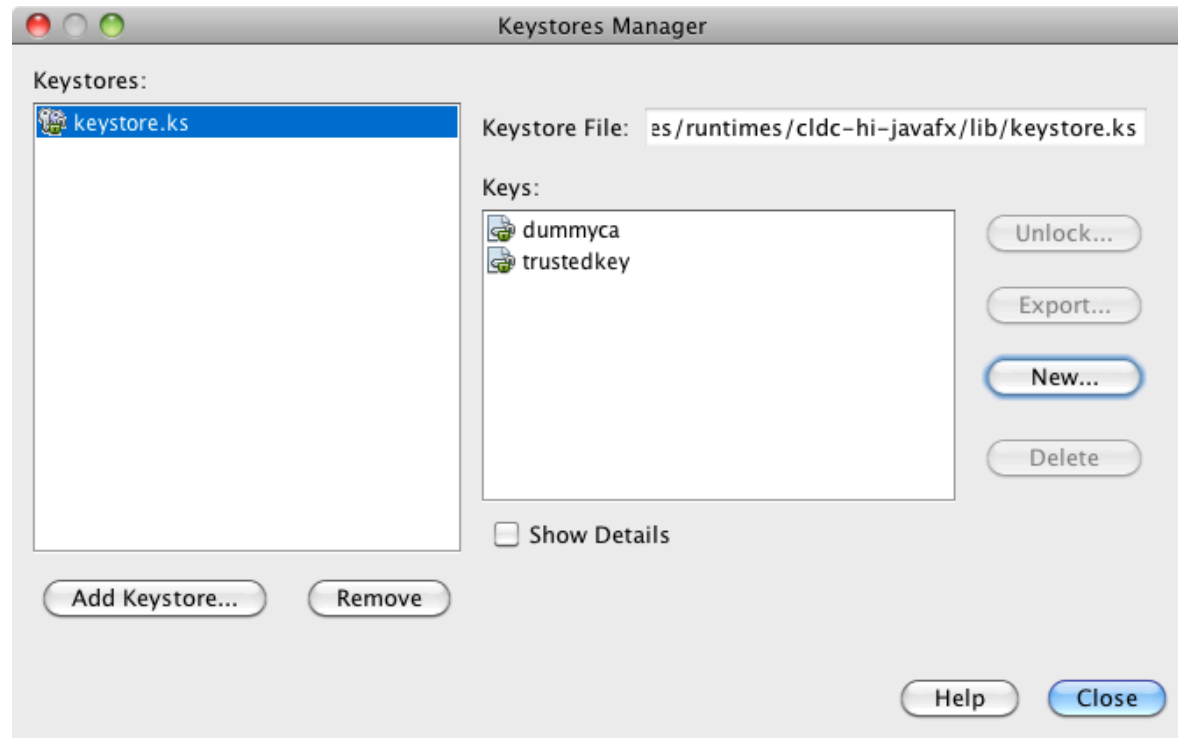 Keystores Manager
Keystores:
keystore.ks
Keystore File: es/runtimes/cldc-hi-javafx/lib/keystore.ks
Keys:
dummyca
trustedkey
Unlock...
Export...
New...
Delete
Show Details
Add Keystore... Remove
Help Close